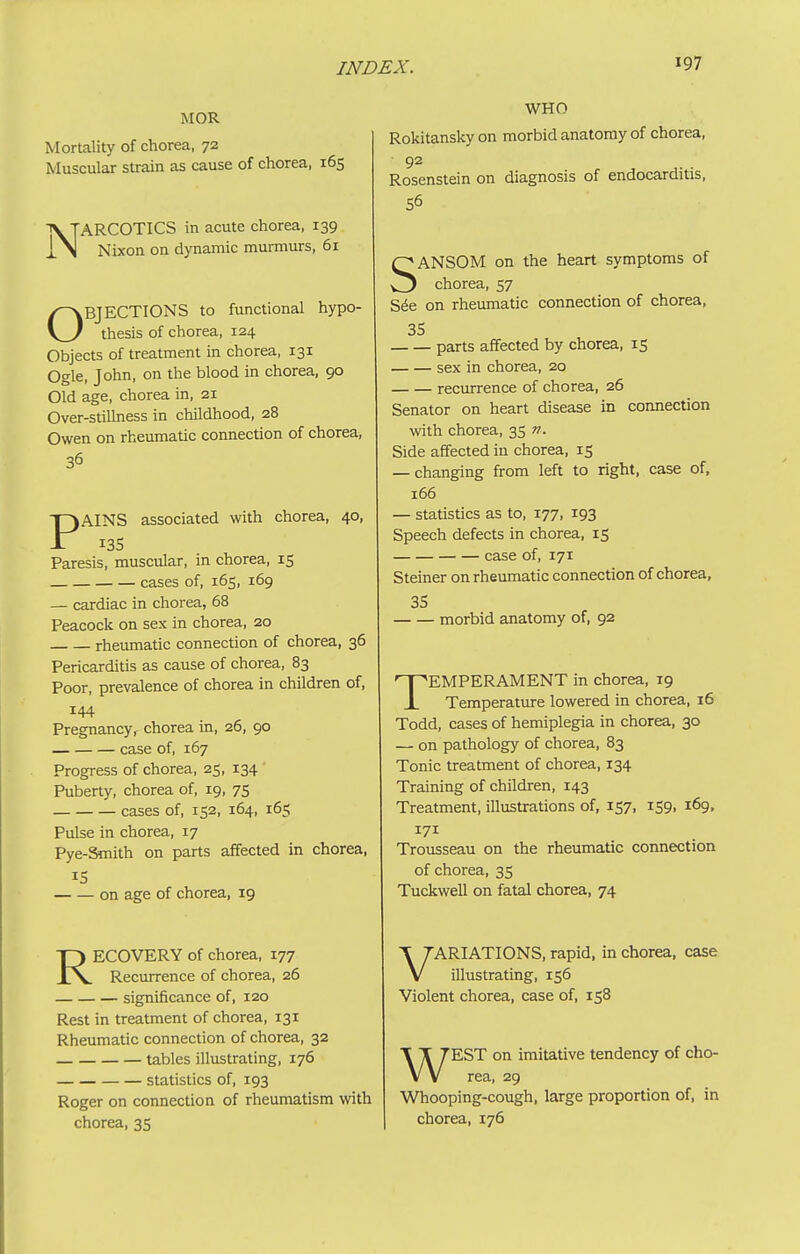 INDEX.
197
MOR
Mortality of chorea, 72
Muscular strain as cause of chorea, 165
NARCOTICS in acute chorea, 139
Nixon on dynamic murmurs, 61
OBJECTIONS to functional hypo-
thesis of chorea, 124
Objects of treatment in chorea, 131
Ogle, John, on the blood in chorea, 90
Old age, chorea in, 21
Over-stillness in childhood, 28
Owen on rheumatic connection of chorea,
36
PAINS associated with chorea, 40,
135
Paresis, muscular, in chorea, 15
— — — — cases of, 165, 169
— cardiac in chorea, 68
Peacock on sex in chorea, 20
— — rheumatic connection of chorea, 36
Pericarditis as cause of chorea, 83
Poor, prevalence of chorea in children of,
144
Pregnancy, chorea in, 26, 90
— — — case of, 167
Progress of chorea, 25, 134
Puberty, chorea of, 19, 75
— — — cases of, 152, 164, 165
Pulse in chorea, 17
Pye-Smith on parts affected in chorea,
15
— — on age of chorea, 19
RECOVERY of chorea, 177
Recurrence of chorea, 26
— — — significance of, 120
Rest in treatment of chorea, 131
Rheumatic connection of chorea, 32
— — — — tables illustrating, 176
— — — — statistics of, 193
Roger on connection of rheumatism with
chorea, 35
WHO
Rokitansky on morbid anatomy of chorea,
92
Rosenstein on diagnosis of endocarditis,
56
SANSOM on the heart symptoms of
chorea, 57
Sée on rheumatic connection of chorea,
35
— — parts affected by chorea, 15
— — sex in chorea, 20
— — recurrence of chorea, 26
Senator on heart disease in connection
with chorea, 35 n.
Side affected in chorea, 15
— changing from left to right, case of,
166
— statistics as to, 177, 193
Speech defects in chorea, 15
— — — — case of, 171
Steiner on rheumatic connection of chorea,
35
— — morbid anatomy of, 92
TEMPERAMENT in chorea, 19
Temperature lowered in chorea, 16
Todd, cases of hemiplegia in chorea, 30
— on pathology of chorea, 83
Tonic treatment of chorea, 134
Training of children, 143
Treatment, illustrations of, 157, 159, 169,
171
Trousseau on the rheumatic connection
of chorea, 35
Tuckwell on fatal chorea, 74
VARIATIONS, rapid, in chorea, case
illustrating, 156
Violent chorea, case of, 158
WEST on imitative tendency of cho-
rea, 29
Whooping-cough, large proportion of, in
chorea, 176